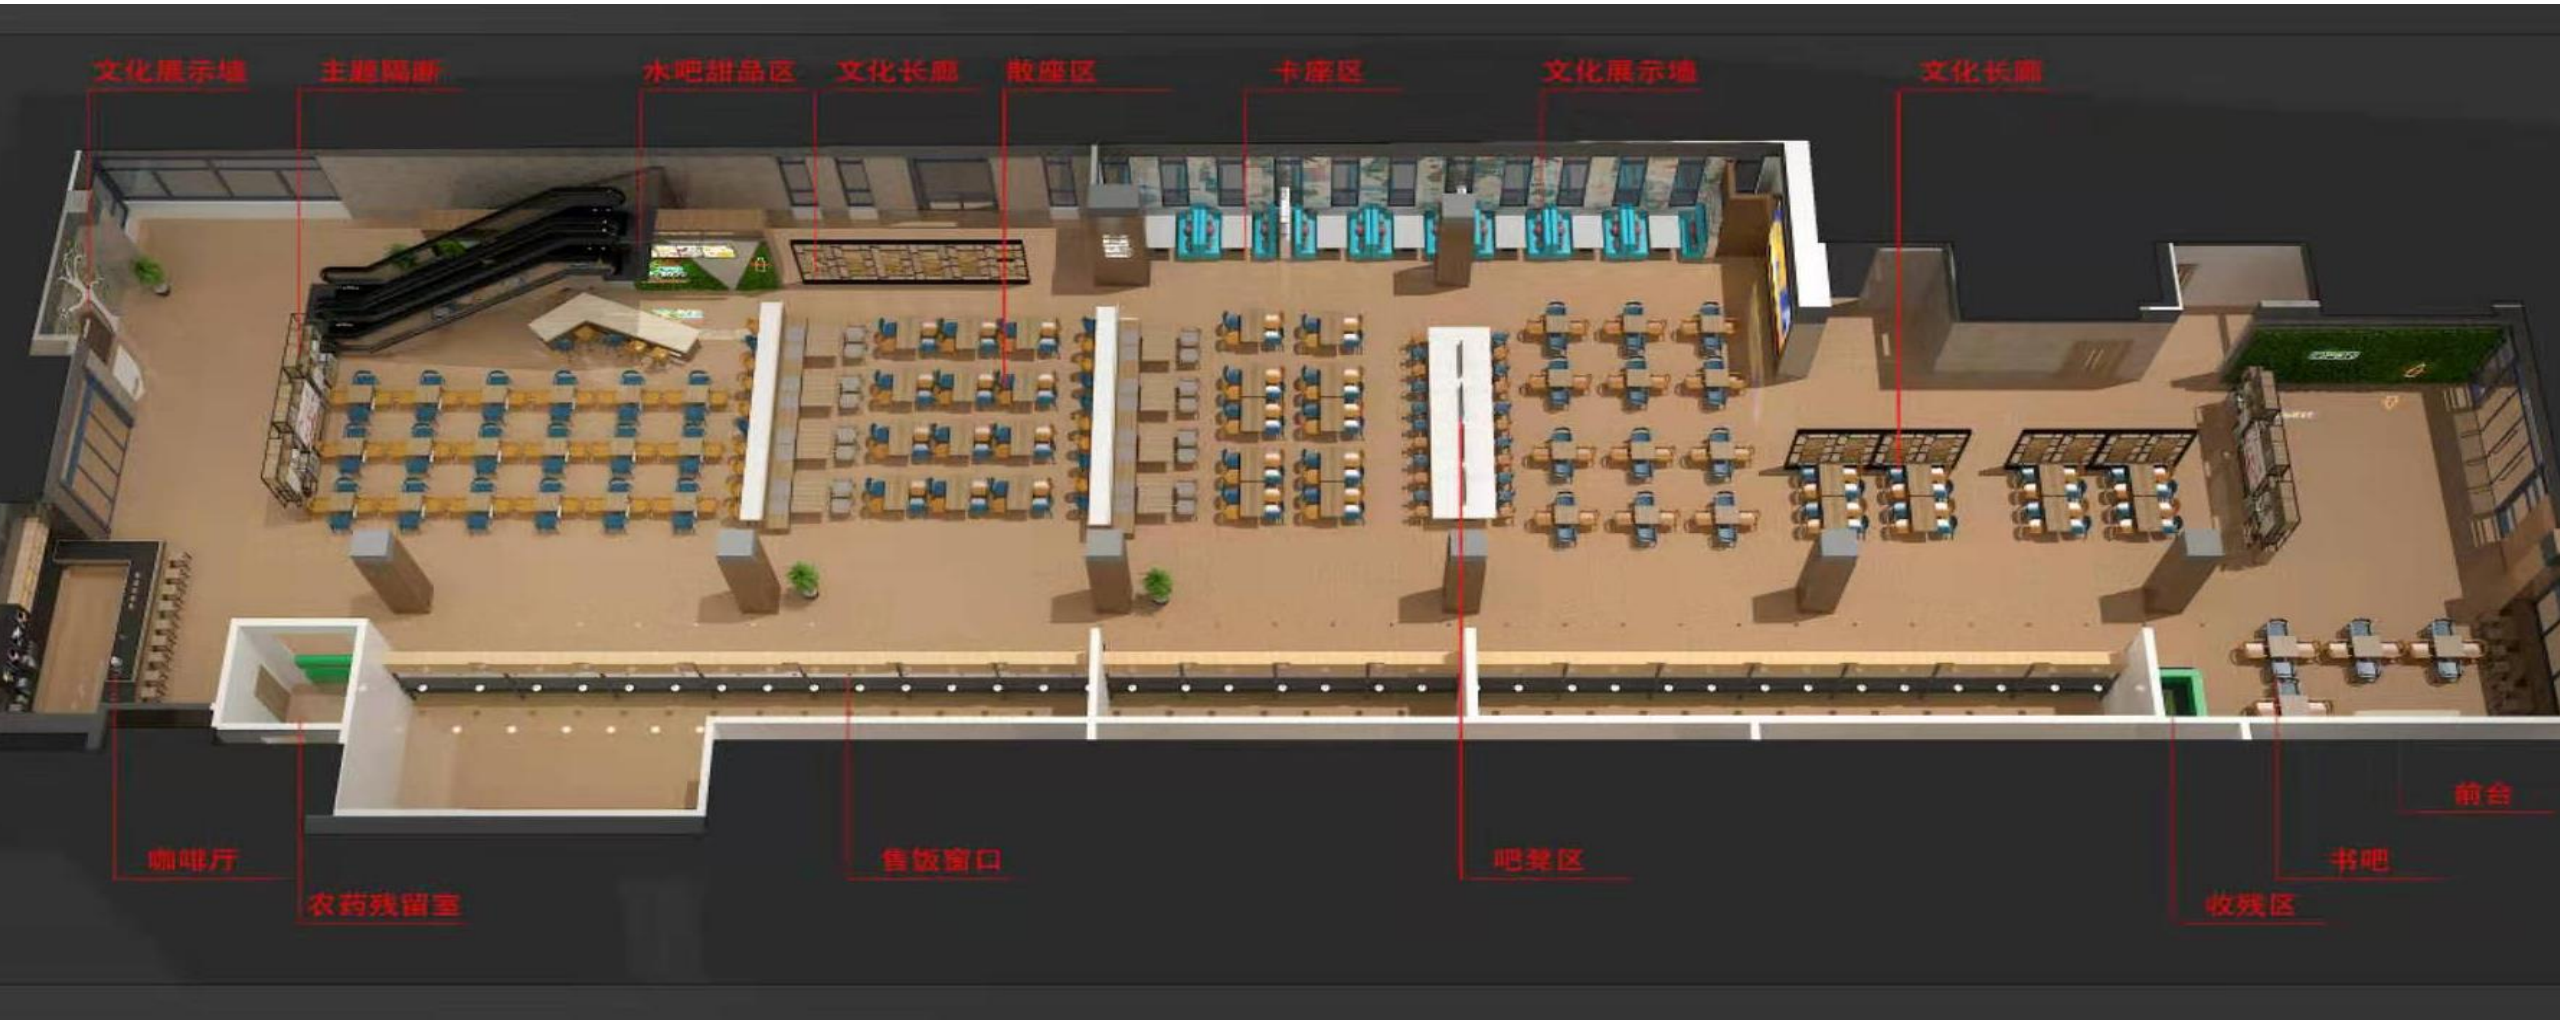 文化展示墙
主题隔断
水吧甜品区
文化长廊
散座区
卡座区
文化展示墙
文化长廊
OPEN
前台
咖啡厅
售饭窗口
吧凳区
书吧
农药残留室
收残区